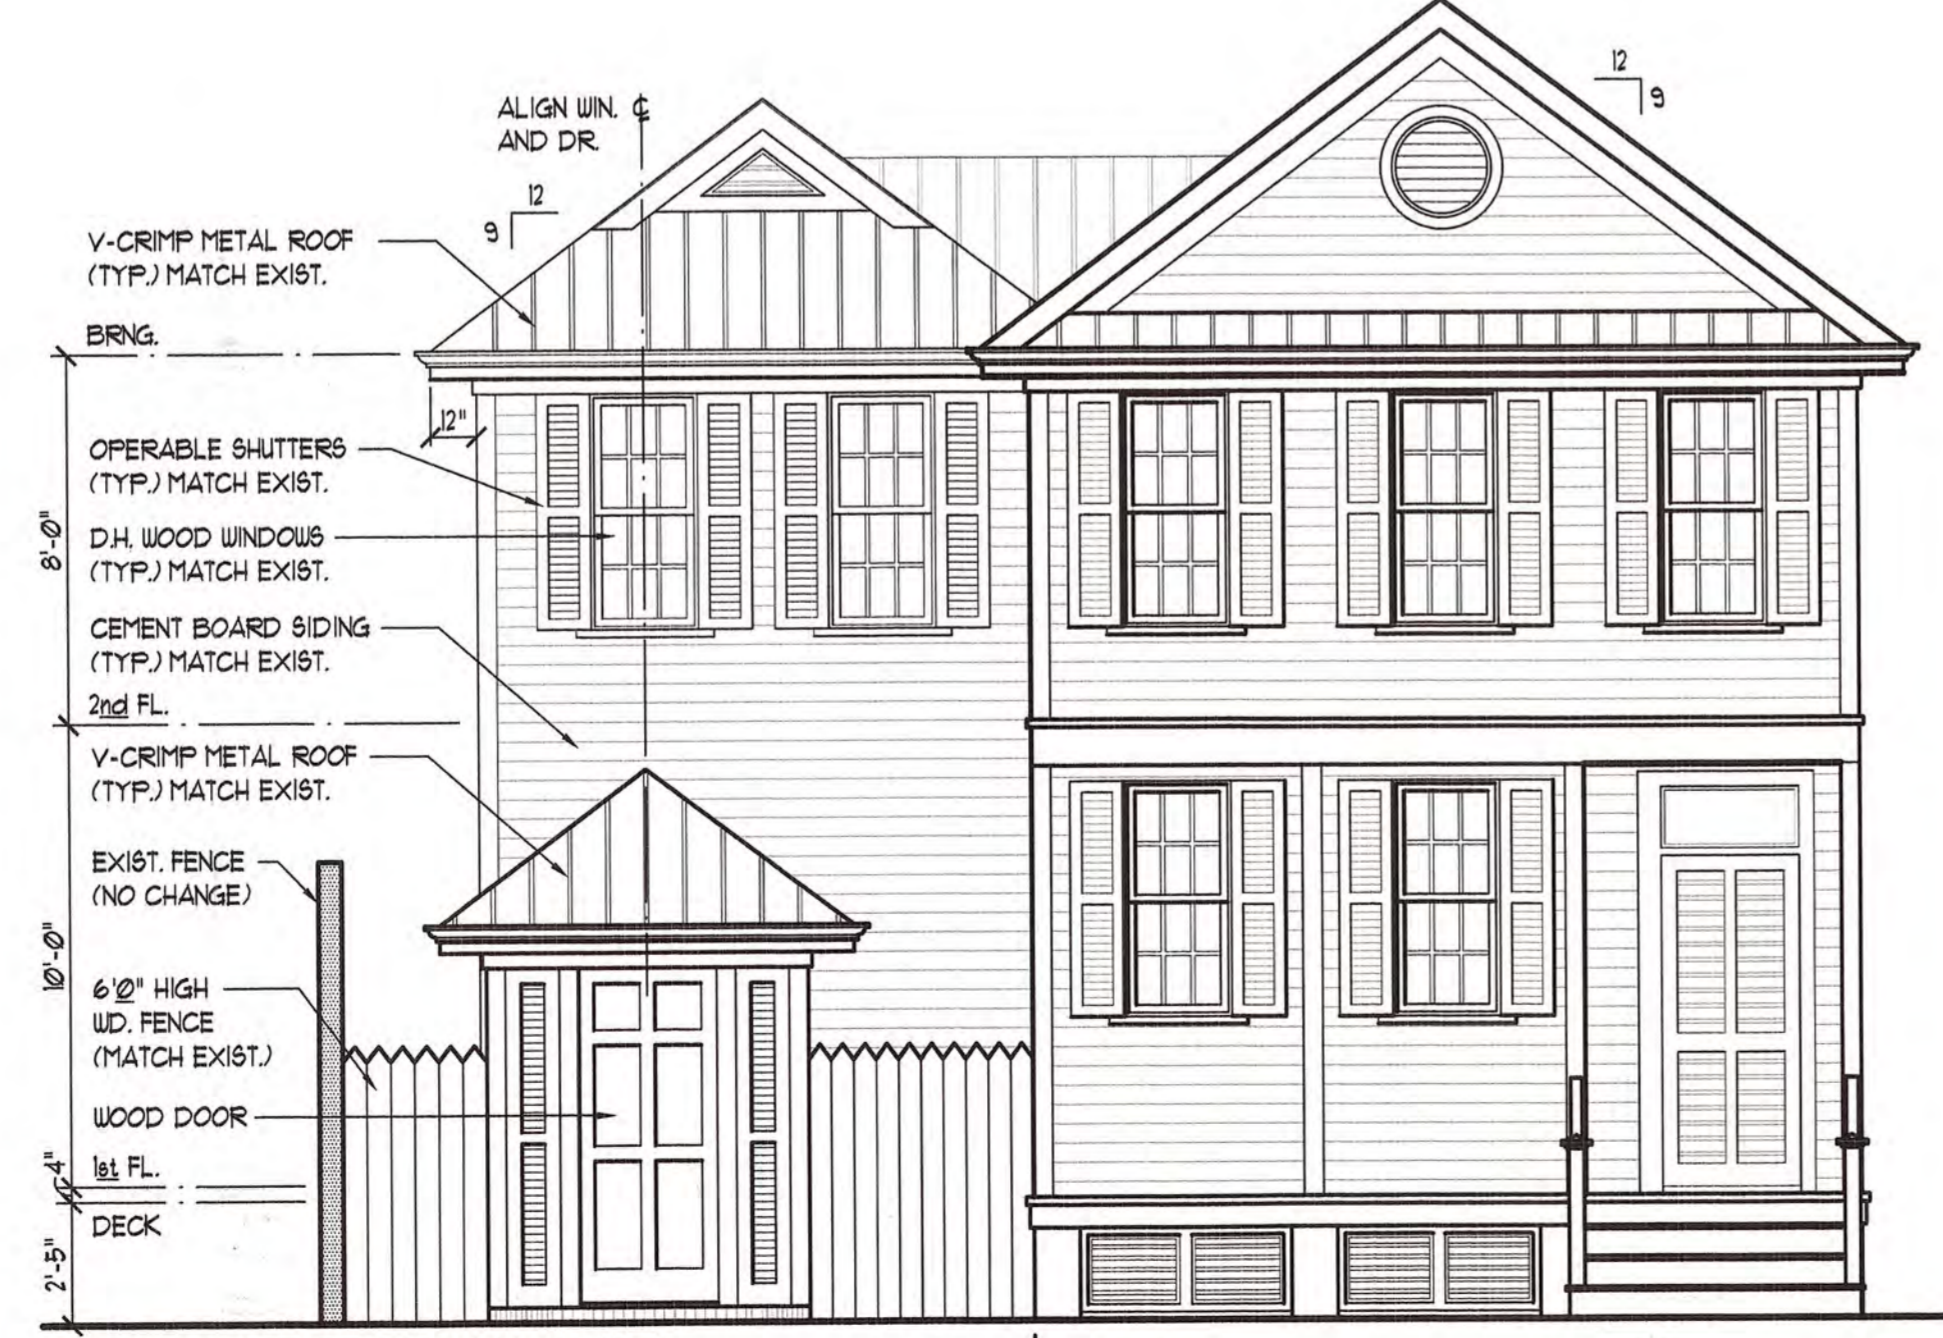 ALIGN WIN. ℄
AND DR.
12
9
12
9
V-CRIMP METAL ROOF
(TYP.) MATCH EXIST.
BRNG.
12"
OPERABLE SHUTTERS
(TYP.) MATCH EXIST.
8'-0"
D.H. WOOD WINDOWS
(TYP.) MATCH EXIST.
CEMENT BOARD SIDING
(TYP.) MATCH EXIST.
2nd FL.
V-CRIMP METAL ROOF
(TYP.) MATCH EXIST.
EXIST. FENCE
(NO CHANGE)
10'-0"
6'0" HIGH
WD. FENCE
(MATCH EXIST.)
WOOD DOOR
4"
1st FL.
DECK
2'-5"